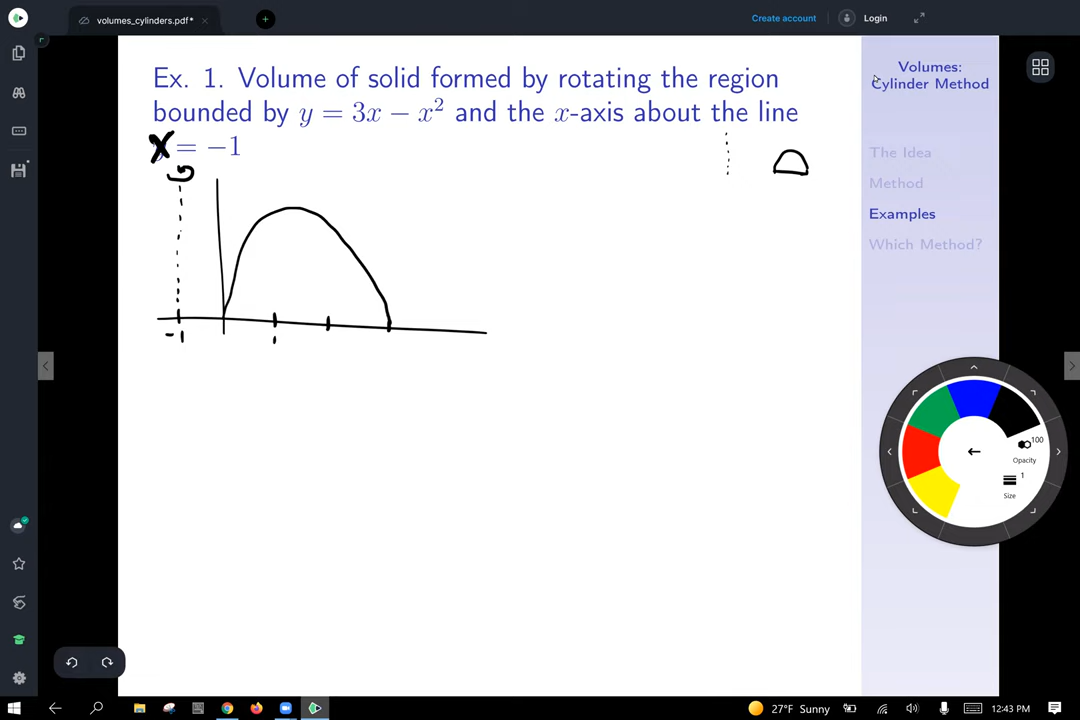 volumes_cylinders.pdf*
Create account
Login
Ex. 1. Volume of solid formed by rotating the region
bounded by y = 3x − x² and the x-axis about the line
x = −1
-1
1
Volumes:
Cylinder Method
The Idea
Method
Examples
Which Method?
100
Opacity
1
Size
27°F Sunny
12:43 PM